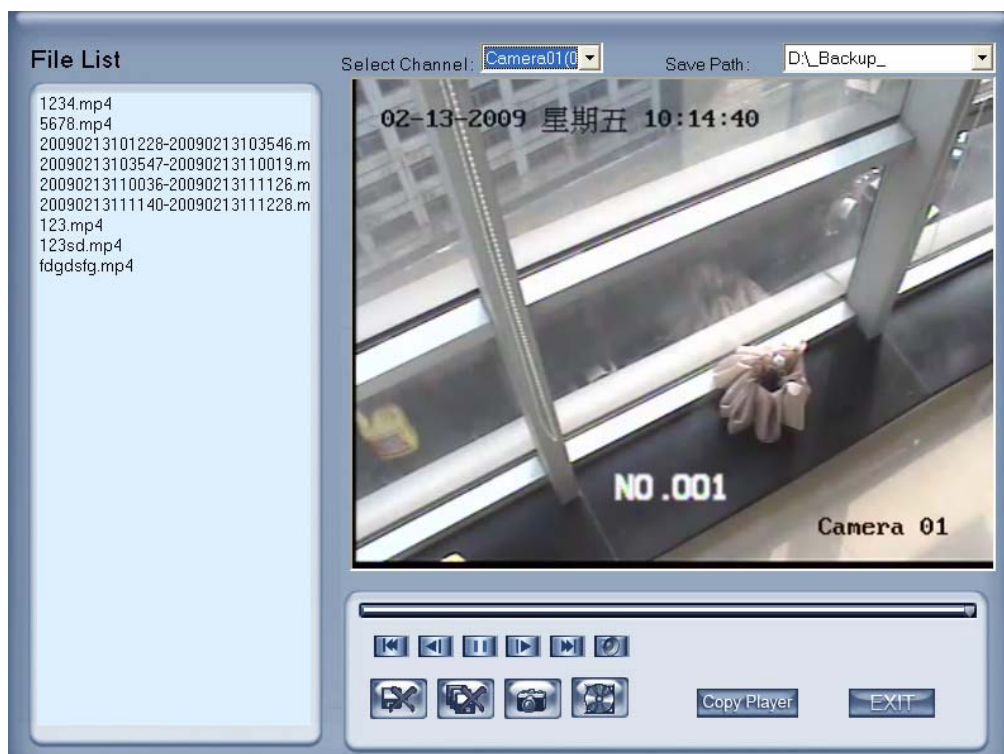 File List
Select Channel: Camera01(0
Save Path: D:\_Backup_
1234.mp4
5678.mp4
20090213101228-20090213103546.m
20090213103547-20090213110019.m
20090213110036-20090213111126.m
20090213111140-20090213111228.m
123.mp4
123sd.mp4
fdgdsfg.mp4
02-13-2009 星期五 10:14:40
NO.001
Camera 01
Copy Player
EXIT